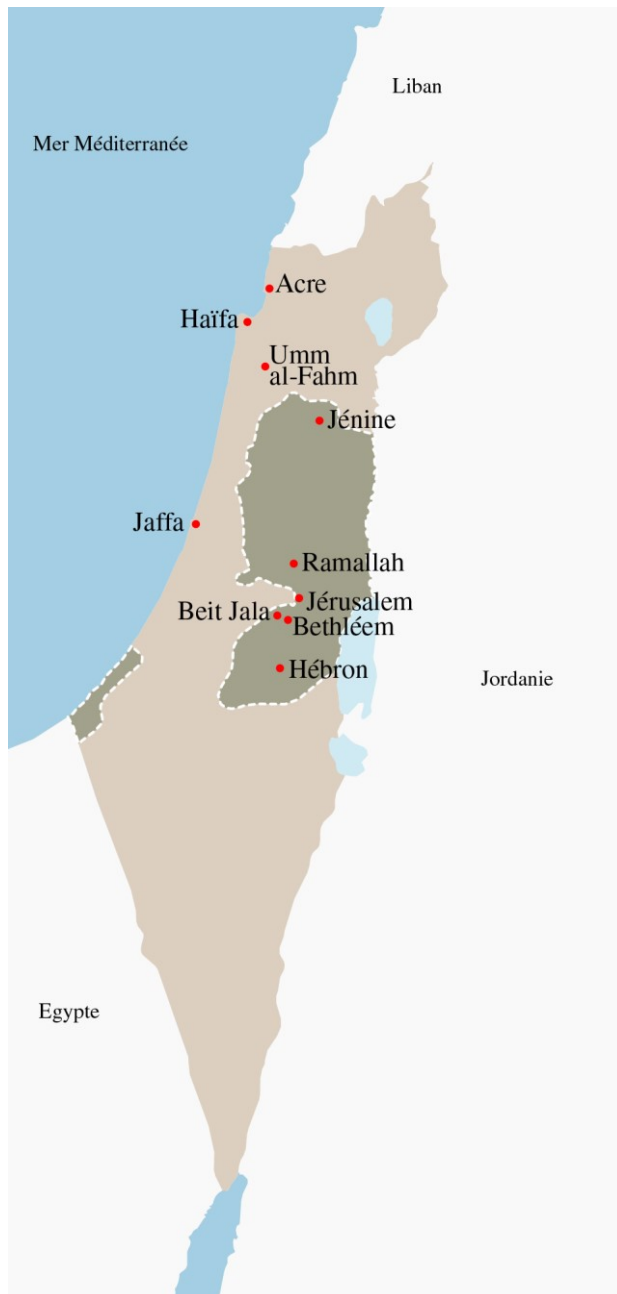 Liban
Mer Méditerranée
Acre
Haïfa
Umm
al-Fahm
Jénine
Jaffa
Ramallah
Jérusalem
Beit Jala
Bethléem
Hébron
Jordanie
Egypte